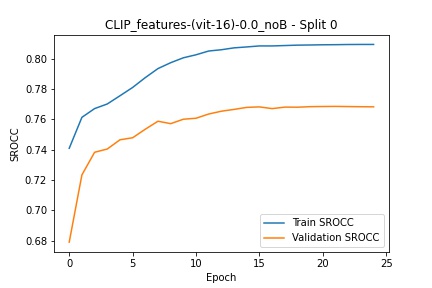 CLIP_features-(vit-16)-0.0_noB - Split 0
0.80
0.78
0.76
0.74
0.72
0.70
0.68
SROCC
Train SROCC
Validation SROCC
0 5 10 15 20 25
Epoch